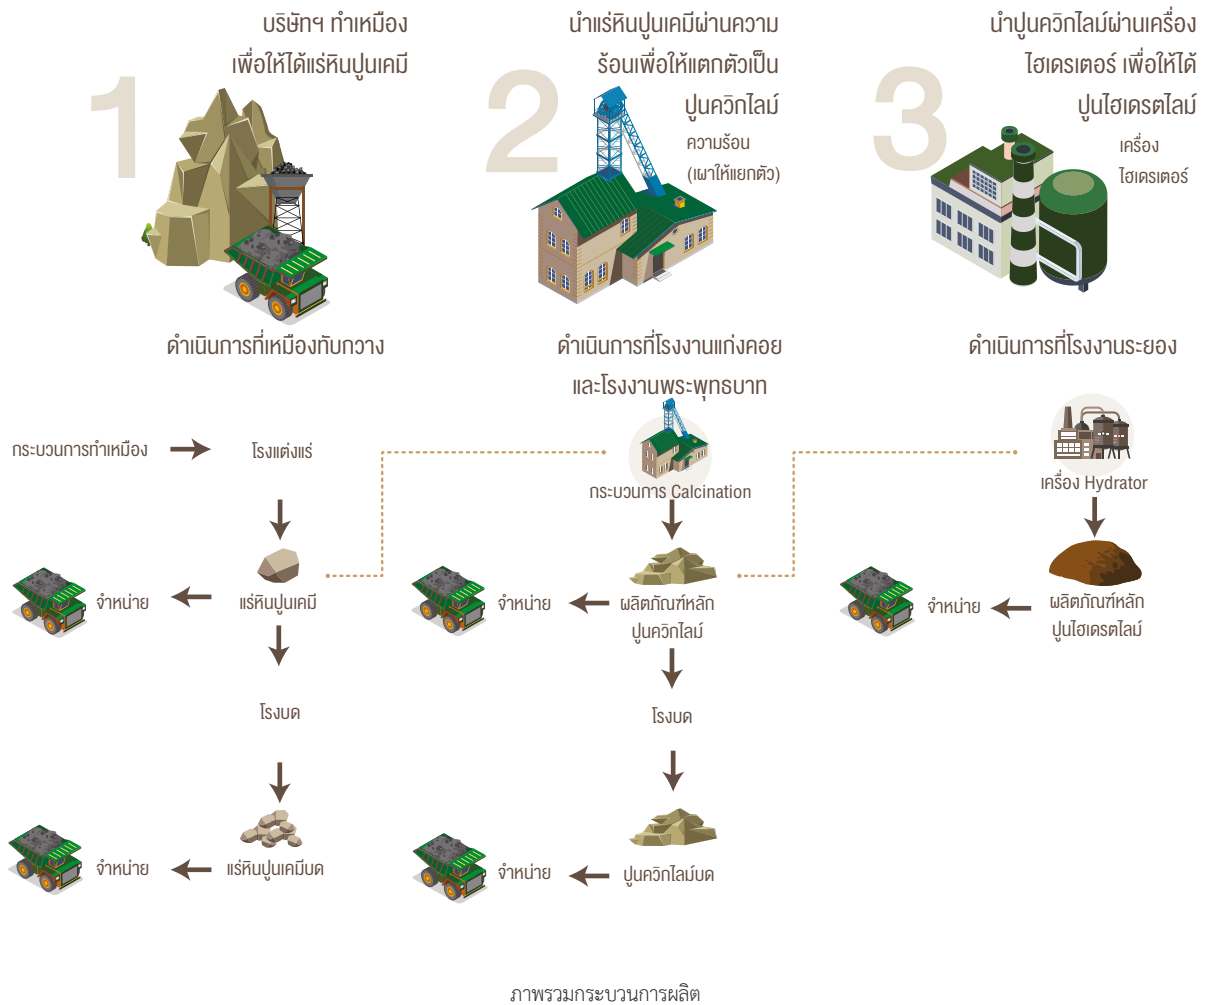 1
บริษัทฯ ทำเหมือง
เพื่อให้ได้แร่หินปูนเคมี
2
นำแร่หินปูนเคมีผ่านความ
ร้อนเพื่อให้แตกตัวเป็น
ปูนควิกไลม์
ความร้อน
(เผาให้แยกตัว)
3
นำปูนควิกไลม์ผ่านเครื่อง
ไฮเดรเตอร์ เพื่อให้ได้
ปูนไฮเดรตไลม์
เครื่อง
ไฮเดรเตอร์
ดำเนินการที่เหมืองทับกวาง
ดำเนินการที่โรงงานแก่งคอย
และโรงงานพระพุทธบาท
ดำเนินการที่โรงงานระยอง
กระบวนการทำเหมือง
โรงแต่งแร่
กระบวนการ Calcination
เครื่อง Hydrator
จำหน่าย
แร่หินปูนเคมี
จำหน่าย
ผลิตภัณฑ์หลัก
ปูนควิกไลม์
จำหน่าย
ผลิตภัณฑ์หลัก
ปูนไฮเดรตไลม์
โรงบด
โรงบด
จำหน่าย
แร่หินปูนเคมีบด
จำหน่าย
ปูนควิกไลม์บด
ภาพรวมกระบวนการผลิต